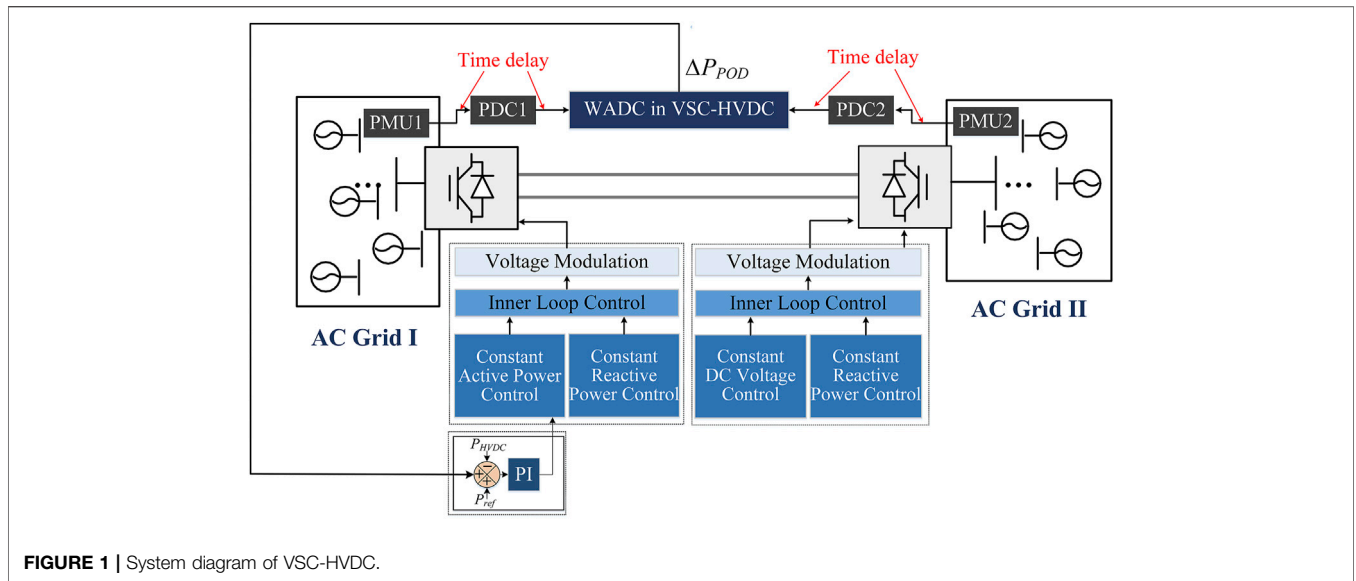 Time delay
ΔP_POD
Time delay
PMU1
PDC1
WADC in VSC-HVDC
PDC2
PMU2
...
...
Voltage Modulation
Inner Loop Control
Constant
Active Power
Control
Constant
Reactive
Power Control
Voltage Modulation
Inner Loop Control
Constant
DC Voltage
Control
Constant
Reactive
Power Control
AC Grid I
AC Grid II
P_HVDC
−
+
+
PI
P_ref
FIGURE 1 | System diagram of VSC-HVDC.